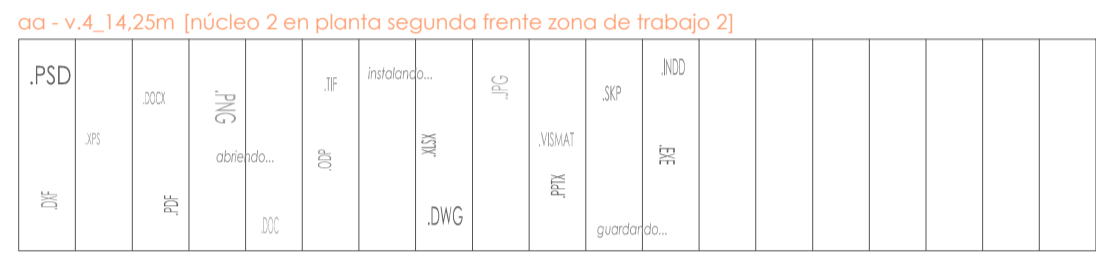 aa - v.4_14,25m [núcleo 2 en planta segunda frente zona de trabajo 2]
.PSD
.DXF
.XPS
.DOCX
.PDF
.PNG
abriendo...
.DOC
.TIF
.ODP
instalando...
.XLSX
.DWG
.JPG
.VISMAT
.PPTX
.SKP
guardando...
.INDD
.EXE